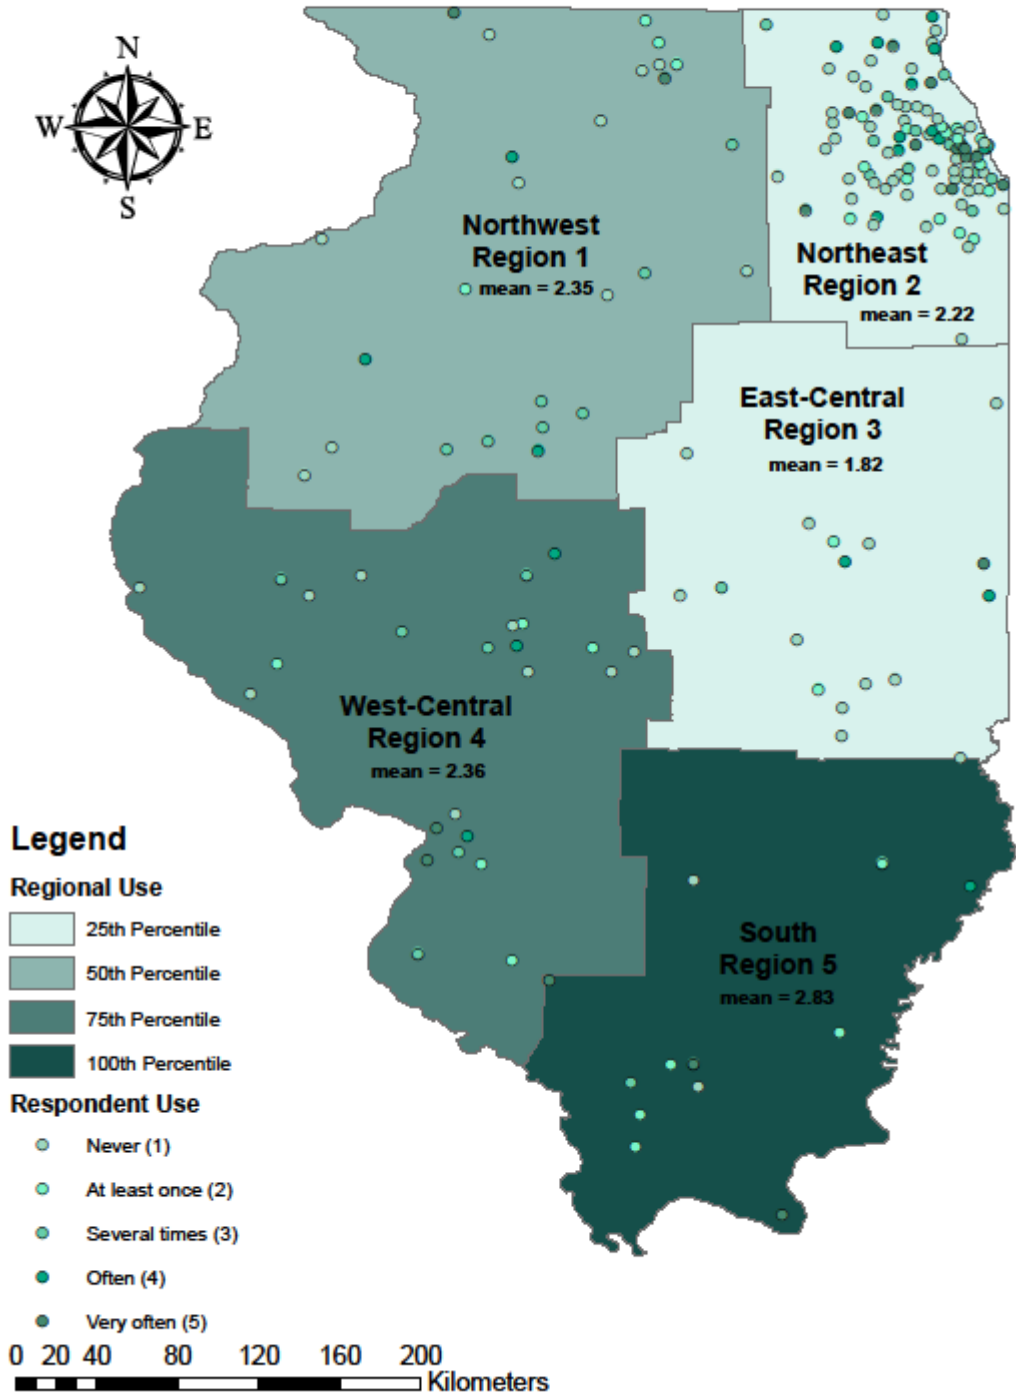 N
W E
S
Northwest
Region 1
mean = 2.35
Northeast
Region 2
mean = 2.22
East-Central
Region 3
mean = 1.82
West-Central
Region 4
mean = 2.36
South
Region 5
mean = 2.83
Legend
Regional Use
25th Percentile
50th Percentile
75th Percentile
100th Percentile
Respondent Use
Never (1)
At least once (2)
Several times (3)
Often (4)
Very often (5)
0 20 40 80 120 160 200
Kilometers